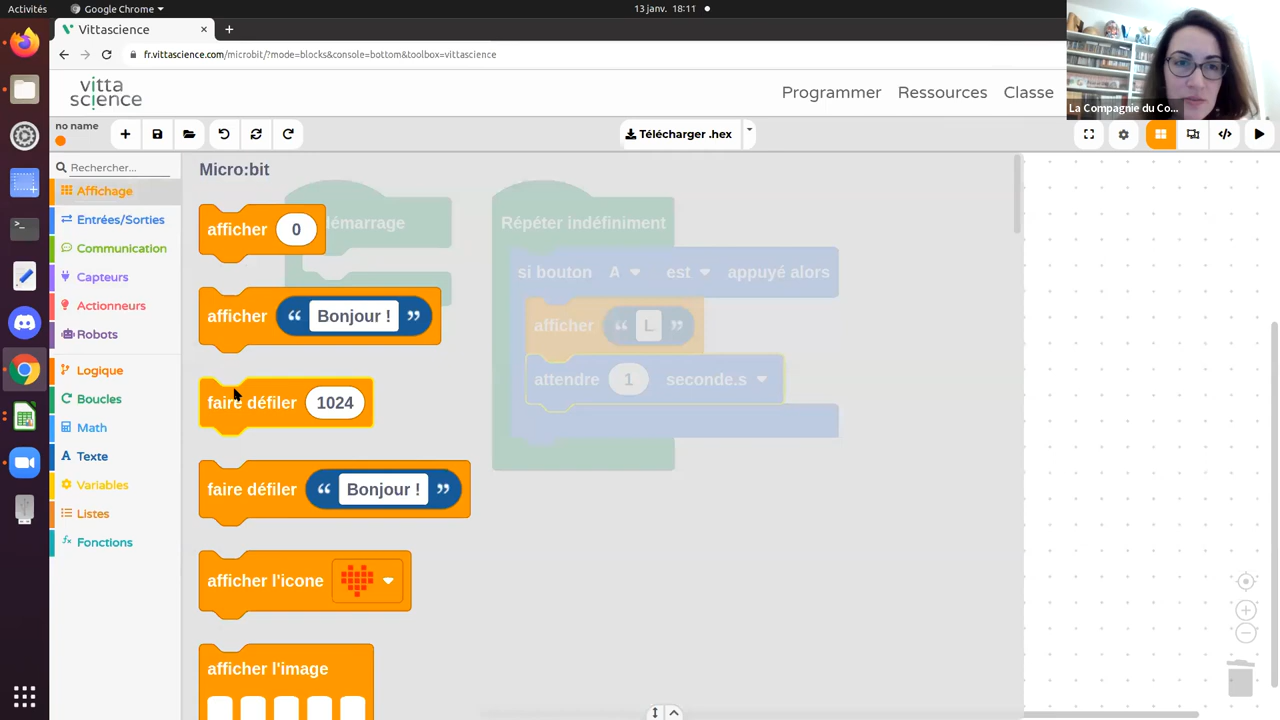 Activités
Google Chrome
13 janv. 18:11
Vittascience
fr.vittascience.com/microbit/?mode=blocks&console=bottom&toolbox=vittascience
vitta
science
Programmer
Ressources
Classe
La Compagnie du Co...
no name
Télécharger .hex
Rechercher...
Affichage
Entrées/Sorties
Communication
Capteurs
Actionneurs
Robots
Logique
Boucles
Math
Texte
Variables
Listes
Fonctions
Micro:bit
afficher 0
afficher “ Bonjour ! ”
faire défiler 1024
faire défiler “ Bonjour ! ”
afficher l'icone
afficher l'image
démarrage
Répéter indéfiniment
si bouton A est appuyé alors
afficher “ L ”
attendre 1 seconde.s